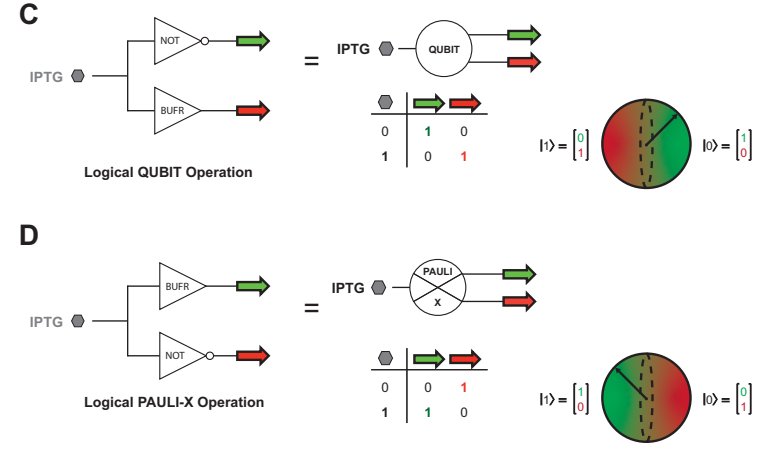 C
NOT
IPTG
BUFR
Logical QUBIT Operation
=
IPTG
QUBIT
0 1 0
1 0 1
|1⟩ = [0 1]
|0⟩ = [1 0]
D
BUFR
IPTG
NOT
Logical PAULI-X Operation
=
IPTG
PAULI
X
0 0 1
1 1 0
|1⟩ = [1 0]
|0⟩ = [0 1]